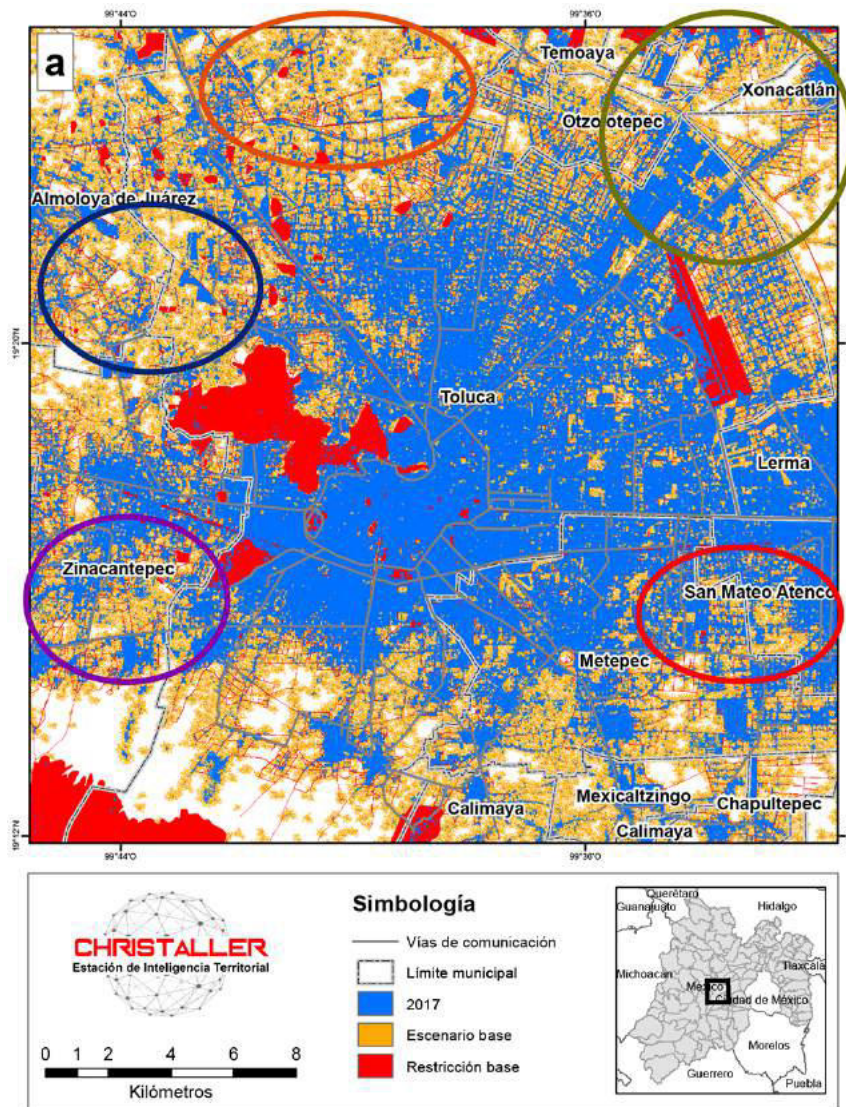 99°44'O
99°36'O
a
Temoaya
Xonacatlán
Otzolotepec
Almoloya de Juárez
19°20'N
Toluca
Lerma
Zinacantepec
San Mateo Atenco
Metepec
Calimaya
Mexicaltzingo
Chapultepec
Calimaya
19°12'N
99°44'O
99°36'O
CHRISTALLER
Estación de Inteligencia Territorial
0 1 2 4 6 8
Kilómetros
Simbología
Vías de comunicación
Límite municipal
2017
Escenario base
Restricción base
Querétaro
Guanajuato
Hidalgo
Michoacán
Tlaxcala
México
Ciudad de México
Morelos
Guerrero
Puebla